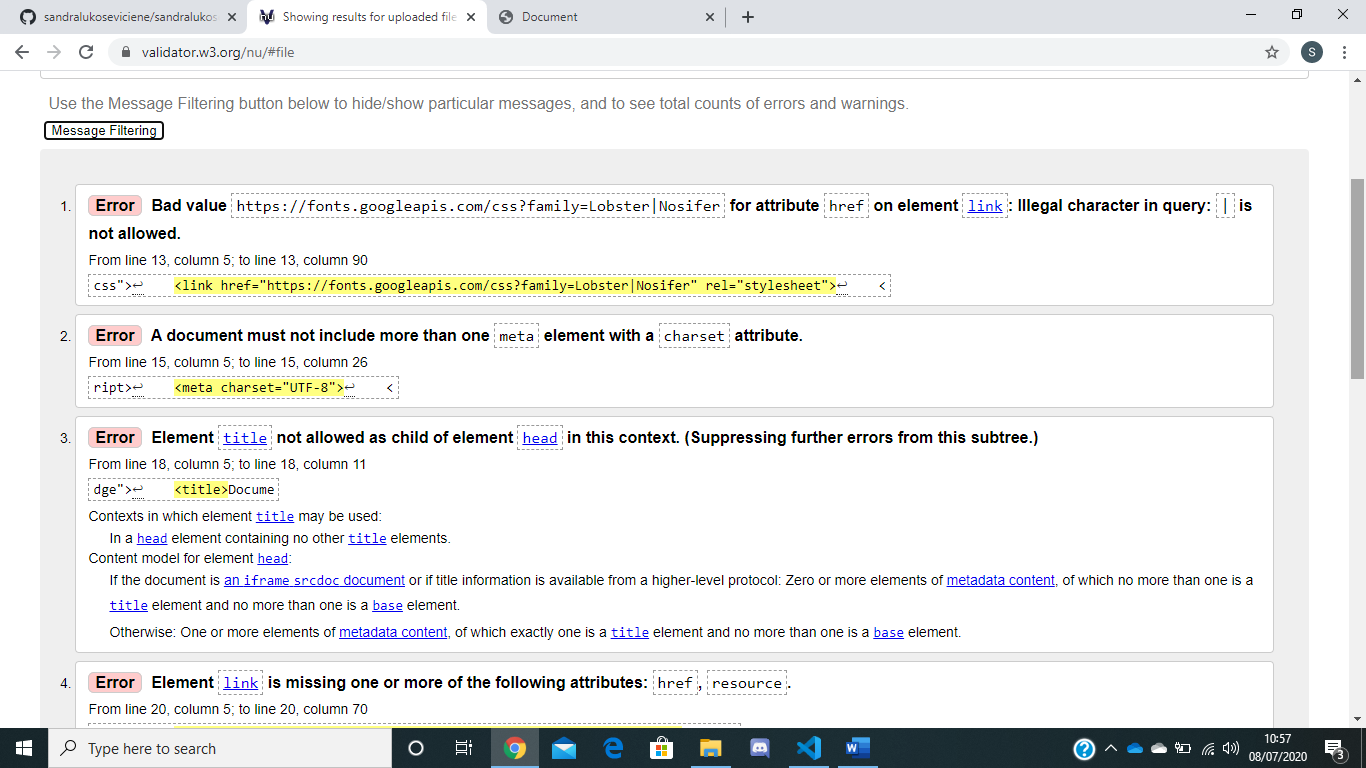 sandralukoseviciene/sandralukos
Showing results for uploaded file
Document
validator.w3.org/nu/#file
S
Use the Message Filtering button below to hide/show particular messages, and to see total counts of errors and warnings.
Message Filtering
1. Error Bad value https://fonts.googleapis.com/css?family=Lobster|Nosifer for attribute href on element link: Illegal character in query: | is
not allowed.
From line 13, column 5; to line 13, column 90
css">↩ <link href="https://fonts.googleapis.com/css?family=Lobster|Nosifer" rel="stylesheet">↩ <
2. Error A document must not include more than one meta element with a charset attribute.
From line 15, column 5; to line 15, column 26
ript>↩ <meta charset="UTF-8">↩ <
3. Error Element title not allowed as child of element head in this context. (Suppressing further errors from this subtree.)
From line 18, column 5; to line 18, column 11
dge">↩ <title>Docume
Contexts in which element title may be used:
In a head element containing no other title elements.
Content model for element head:
If the document is an iframe srcdoc document or if title information is available from a higher-level protocol: Zero or more elements of metadata content, of which no more than one is a
title element and no more than one is a base element.
Otherwise: One or more elements of metadata content, of which exactly one is a title element and no more than one is a base element.
4. Error Element link is missing one or more of the following attributes: href, resource.
From line 20, column 5; to line 20, column 70
Type here to search
10:57
08/07/2020
3